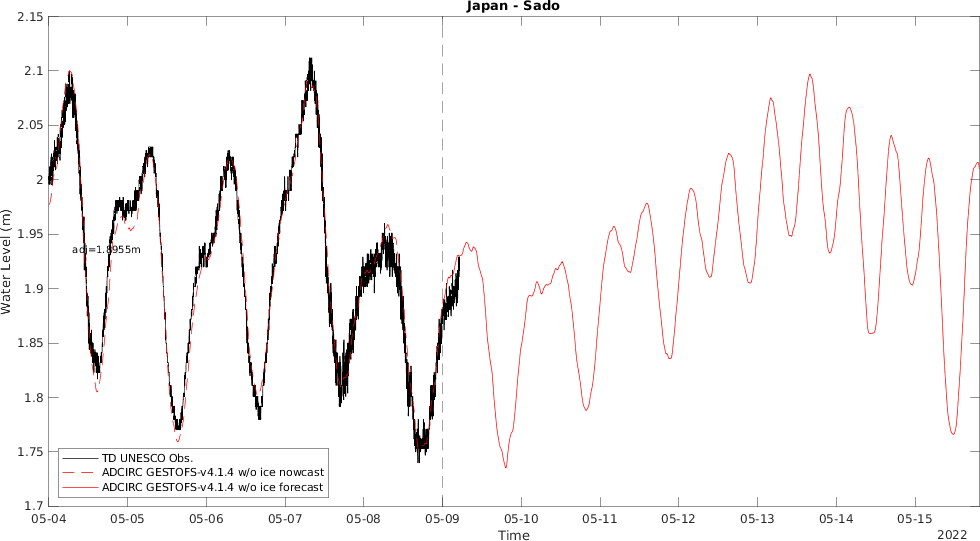 Japan - Sado
2.15
2.1
2.05
2
1.95
1.9
1.85
1.8
1.75
1.7
Water Level (m)
adj=1.8955m
TD UNESCO Obs.
ADCIRC GESTOFS-v4.1.4 w/o ice nowcast
ADCIRC GESTOFS-v4.1.4 w/o ice forecast
05-04 05-05 05-06 05-07 05-08 05-09 05-10 05-11 05-12 05-13 05-14 05-15
Time
2022